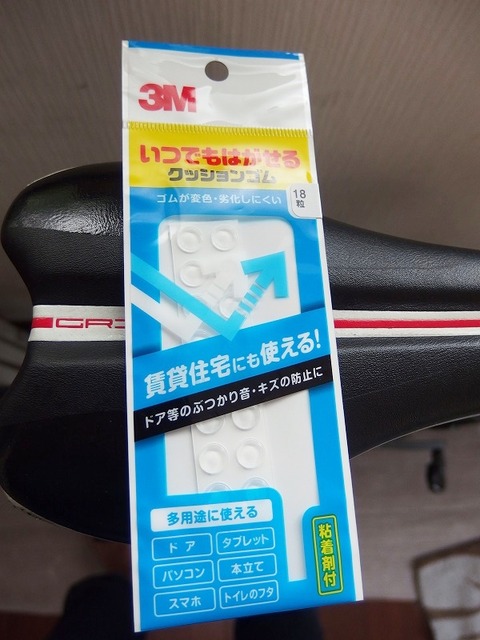 3M
いつでもはがせる
クッションゴム
ゴムが変色・劣化しにくい
18
粒
賃貸住宅にも使える!
ドア等のぶつかり音・キズの防止に
多用途に使える
ドア
タブレット
パソコン
本立て
スマホ
トイレのフタ
粘着剤付